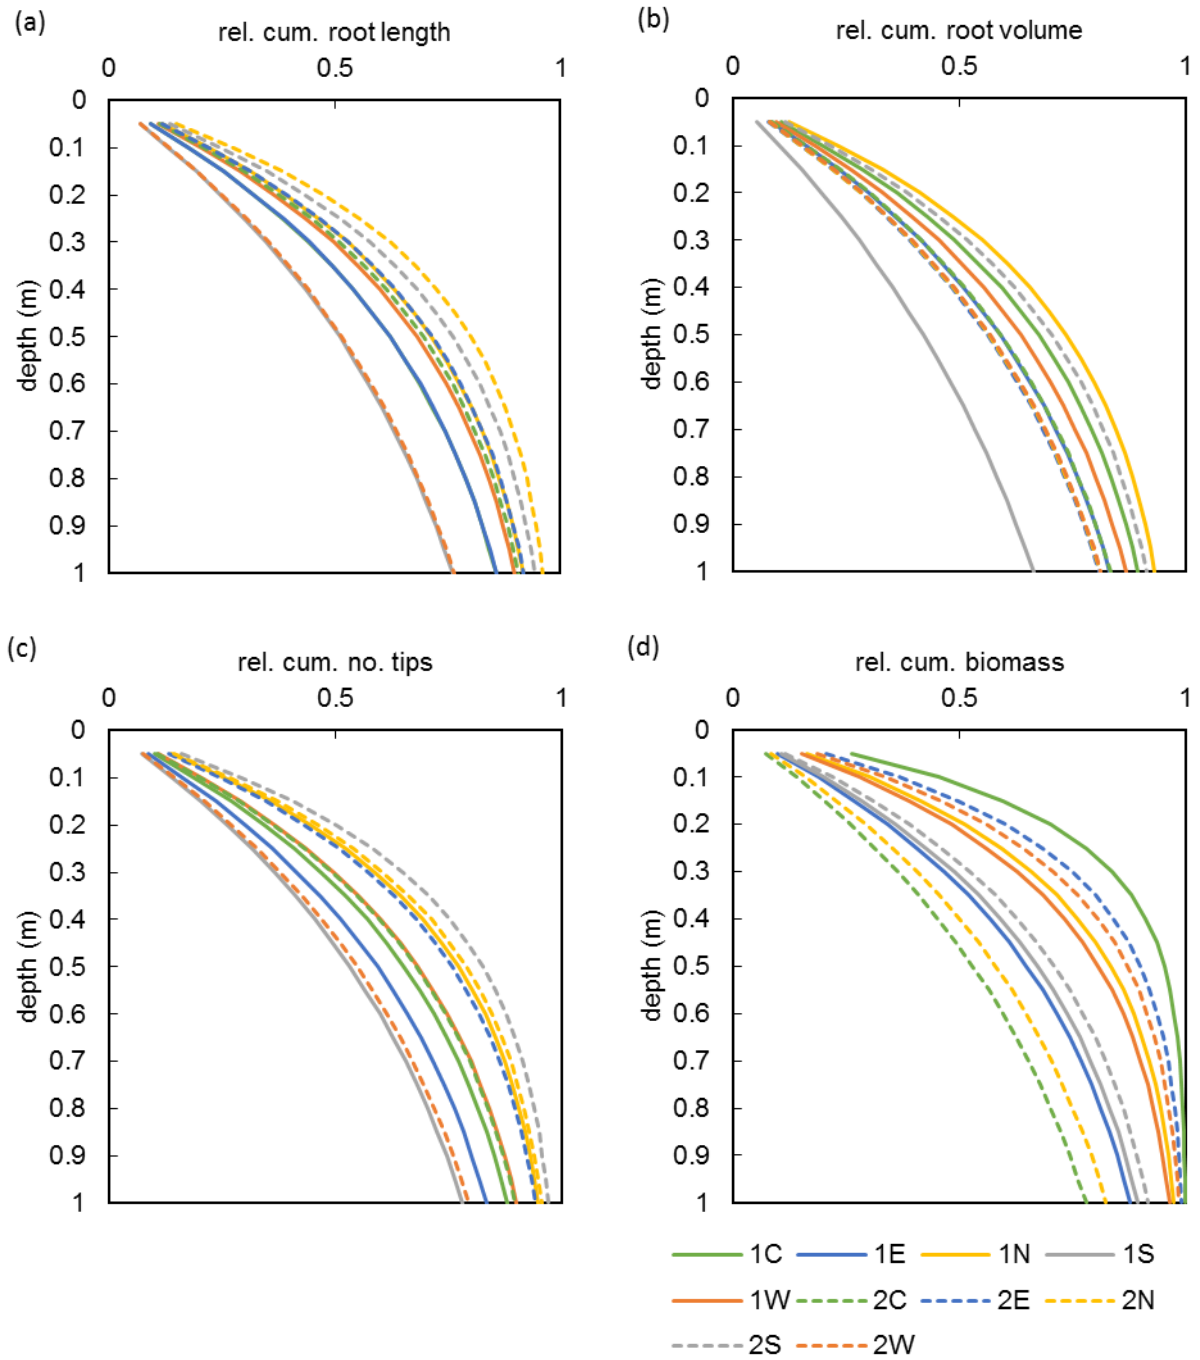 (a)
rel. cum. root length
0 0.5 1
0
0.1
0.2
0.3
0.4
0.5
0.6
0.7
0.8
0.9
1
depth (m)
(b)
rel. cum. root volume
0 0.5 1
0
0.1
0.2
0.3
0.4
0.5
0.6
0.7
0.8
0.9
1
depth (m)
(c)
rel. cum. no. tips
0 0.5 1
0
0.1
0.2
0.3
0.4
0.5
0.6
0.7
0.8
0.9
1
depth (m)
(d)
rel. cum. biomass
0 0.5 1
0
0.1
0.2
0.3
0.4
0.5
0.6
0.7
0.8
0.9
1
depth (m)
1C 1E 1N 1S
1W 2C 2E 2N
2S 2W